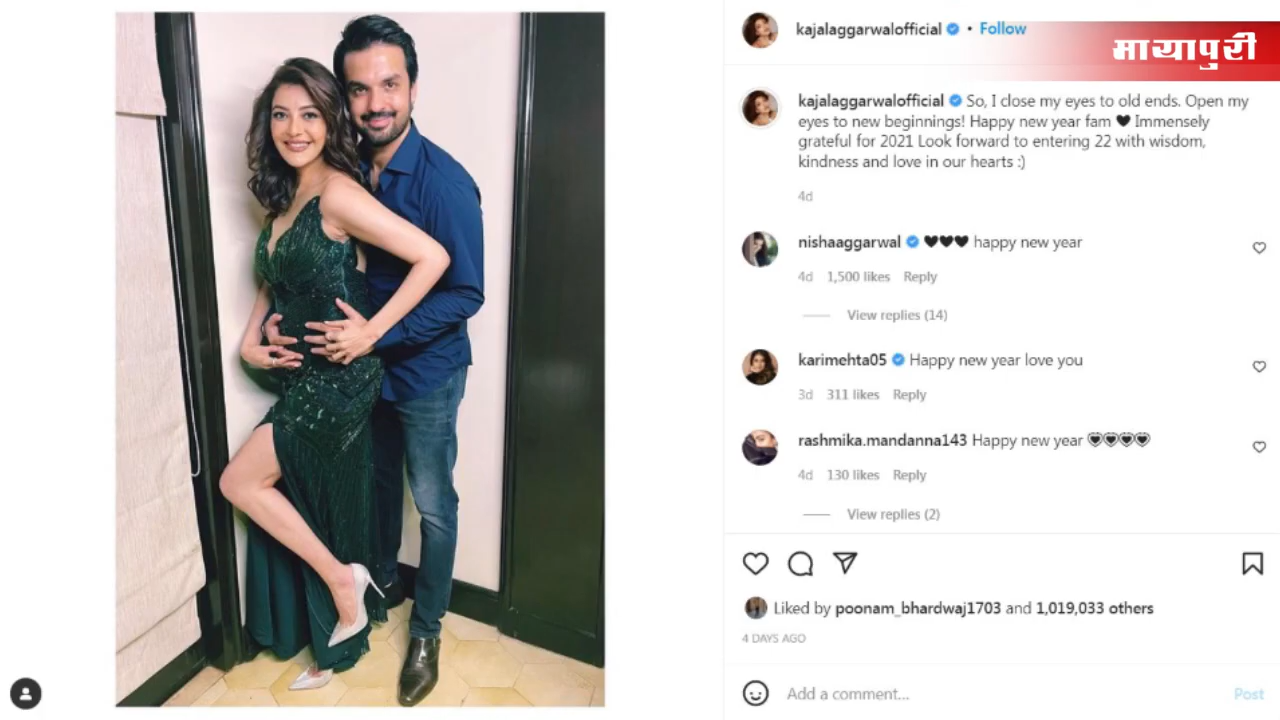 kajalaggarwalofficial • Follow
मायापुरी
kajalaggarwalofficial So, I close my eyes to old ends. Open my
eyes to new beginnings! Happy new year fam 🖤 Immensely
grateful for 2021 Look forward to entering 22 with wisdom,
kindness and love in our hearts :)
4d
nishaaggarwal 🖤🖤🖤 happy new year
4d 1,500 likes Reply
View replies (14)
karimehta05 Happy new year love you
3d 311 likes Reply
rashmika.mandanna143 Happy new year 💗💗💗💗
4d 130 likes Reply
View replies (2)
Liked by poonam_bhardwaj1703 and 1,019,033 others
4 DAYS AGO
Add a comment...
Post